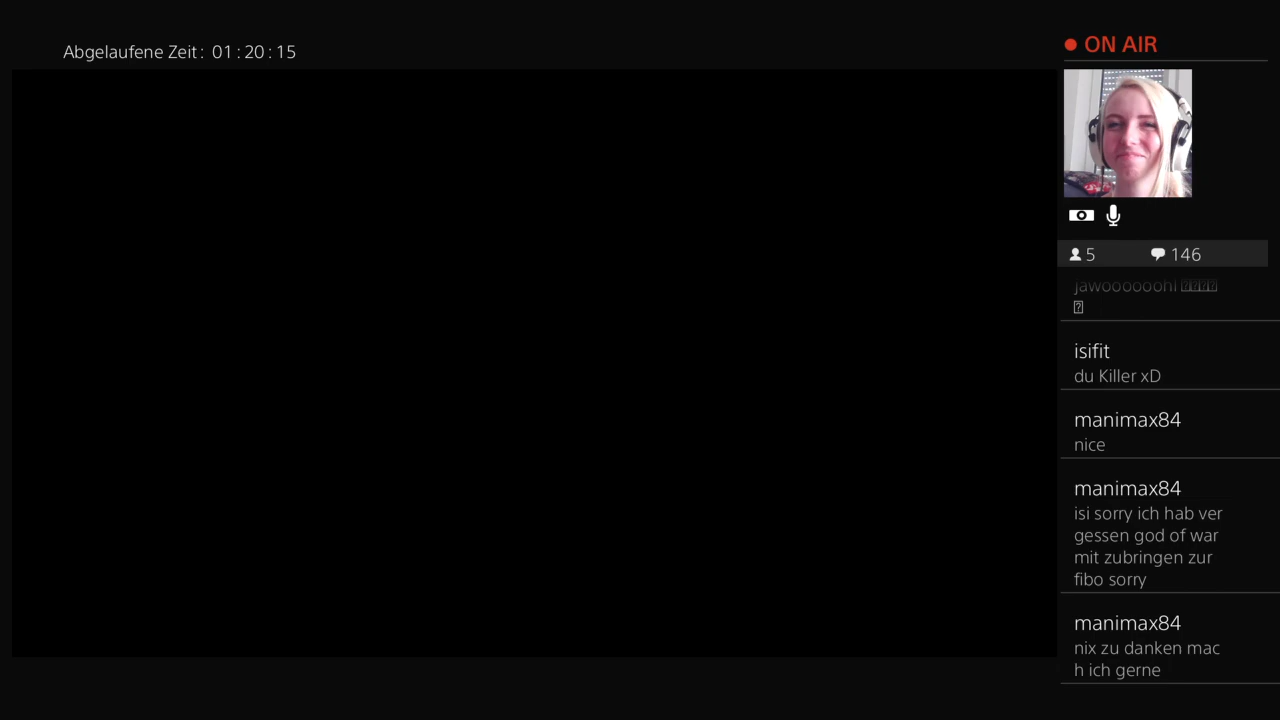 Abgelaufene Zeit: 01:20:15
ON AIR
5 146
jawoooooohl
isifit
du Killer xD
manimax84
nice
manimax84
isi sorry ich hab ver
gessen god of war
mit zubringen zur
fibo sorry
manimax84
nix zu danken mac
h ich gerne